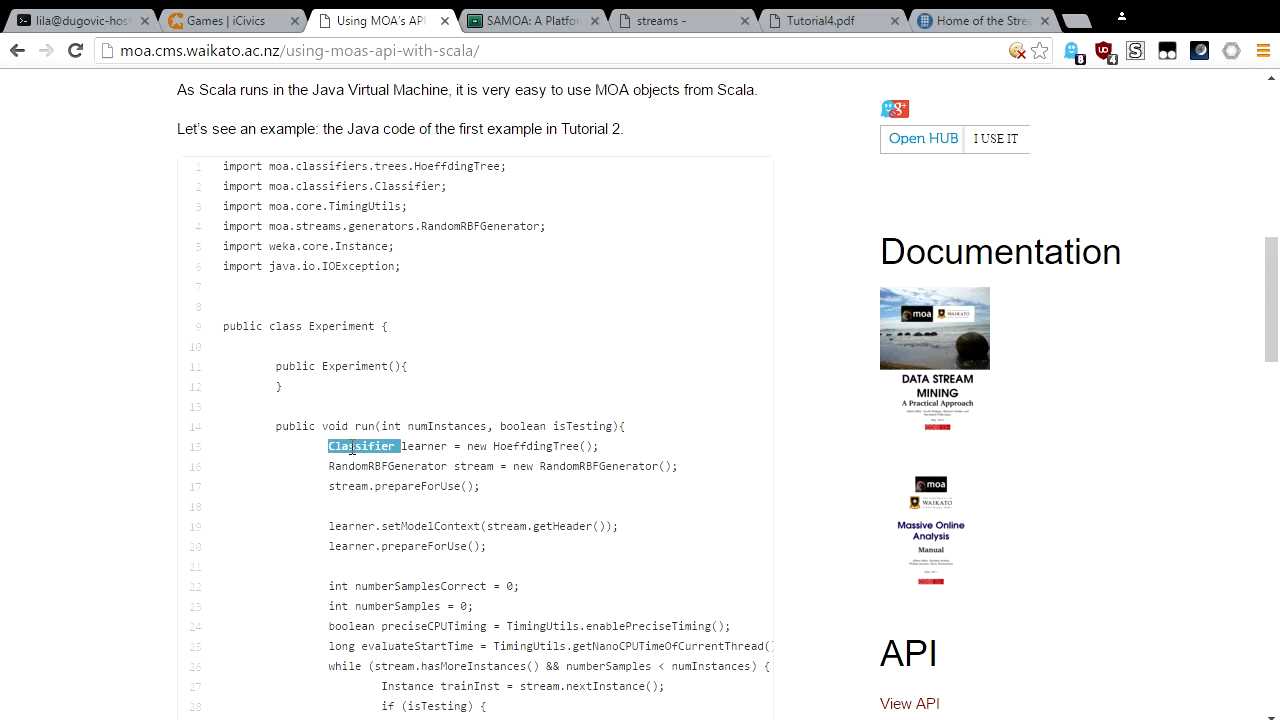 lila@dugovic-host
Games | iCivics
Using MOA's API
SAMOA: A Platfor
streams -
Tutorial4.pdf
Home of the Stre
moa.cms.waikato.ac.nz/using-moas-api-with-scala/
8
4
As Scala runs in the Java Virtual Machine, it is very easy to use MOA objects from Scala.
Let's see an example: the Java code of the first example in Tutorial 2.
1 import moa.classifiers.trees.HoeffdingTree;
2 import moa.classifiers.Classifier;
3 import moa.core.TimingUtils;
4 import moa.streams.generators.RandomRBFGenerator;
5 import weka.core.Instance;
6 import java.io.IOException;
7
8
9 public class Experiment {
10
11 public Experiment(){
12 }
13
14 public void run(int numInstances, boolean isTesting){
15 Classifier learner = new HoeffdingTree();
16 RandomRBFGenerator stream = new RandomRBFGenerator();
17 stream.prepareForUse();
18
19 learner.setModelContext(stream.getHeader());
20 learner.prepareForUse();
21
22 int numberSamplesCorrect = 0;
23 int numberSamples = 0;
24 boolean preciseCPUTiming = TimingUtils.enablePreciseTiming();
25 long evaluateStartTime = TimingUtils.getNanoCPUTimeOfCurrentThread()
26 while (stream.hasMoreInstances() && numberSamples < numInstances) {
27 Instance trainInst = stream.nextInstance();
28 if (isTesting) {
g+
Open HUB I USE IT
Documentation
moa WAIKATO
DATA STREAM
MINING
A Practical Approach
moa
WAIKATO
Massive Online
Analysis
Manual
API
View API